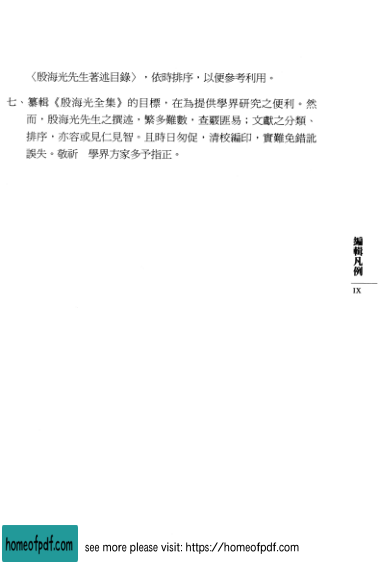 〈殷海光先生著述目錄〉，依時排序，以便參考利用。
七、纂輯《殷海光全集》的目標，在為提供學界研究之便利。然
而，殷海光先生之撰述，繁多難數，查覈匪易；文獻之分類、
排序，亦容或見仁見智。且時日匆促，清校編印，實難免錯訛
誤失。敬祈　學界方家多予指正。
編輯凡例
IX
homeofpdf.com
see more please visit: https://homeofpdf.com